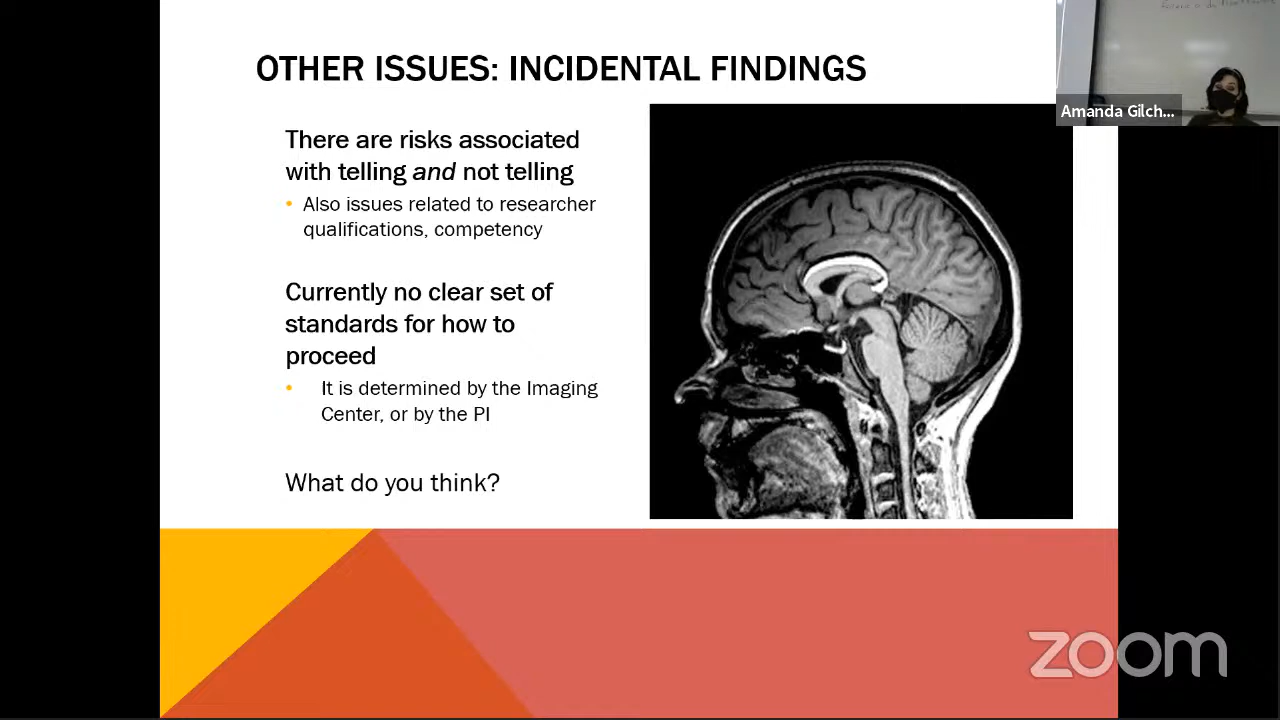 OTHER ISSUES: INCIDENTAL FINDINGS
Amanda Gilch...
There are risks associated
with telling and not telling
• Also issues related to researcher
qualifications, competency
Currently no clear set of
standards for how to
proceed
• It is determined by the Imaging
Center, or by the PI
What do you think?
zoom